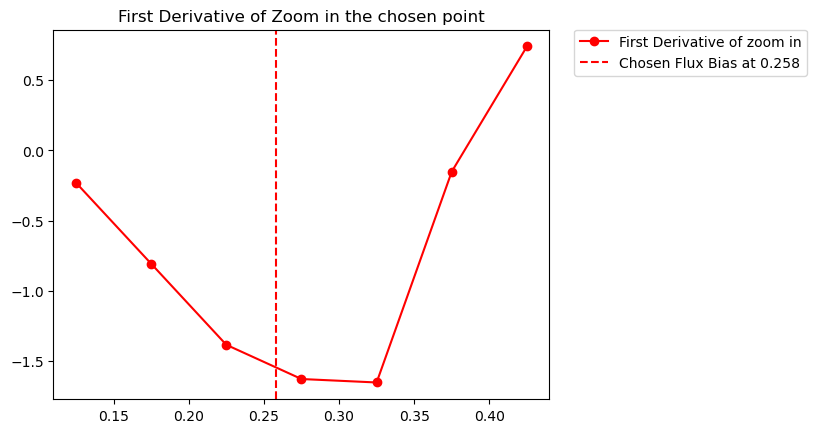 First Derivative of Zoom in the chosen point
First Derivative of zoom in
Chosen Flux Bias at 0.258
0.5
0.0
−0.5
−1.0
−1.5
0.15 0.20 0.25 0.30 0.35 0.40